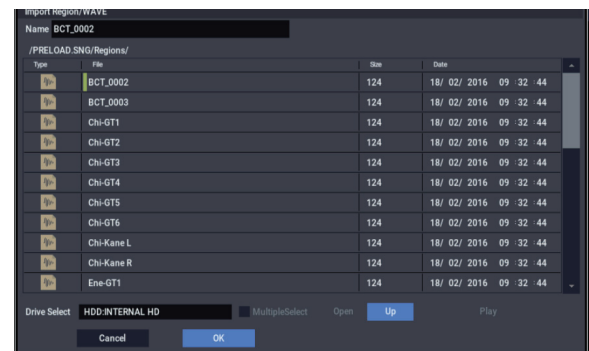 Import Region/WAVE
Name BCT_0002
/PRELOAD.SNG/Regions/
Type File Size Date
BCT_0002 124 18/ 02/ 2016 09 :32 :44
BCT_0003 124 18/ 02/ 2016 09 :32 :44
Chi-GT1 124 18/ 02/ 2016 09 :32 :44
Chi-GT2 124 18/ 02/ 2016 09 :32 :44
Chi-GT3 124 18/ 02/ 2016 09 :32 :44
Chi-GT4 124 18/ 02/ 2016 09 :32 :44
Chi-GT5 124 18/ 02/ 2016 09 :32 :44
Chi-GT6 124 18/ 02/ 2016 09 :32 :44
Chi-Kane L 124 18/ 02/ 2016 09 :32 :44
Chi-Kane R 124 18/ 02/ 2016 09 :32 :44
Ene-GT1 124 18/ 02/ 2016 09 :32 :44
Drive Select HDD:INTERNAL HD MultipleSelect Open Up Play
Cancel OK